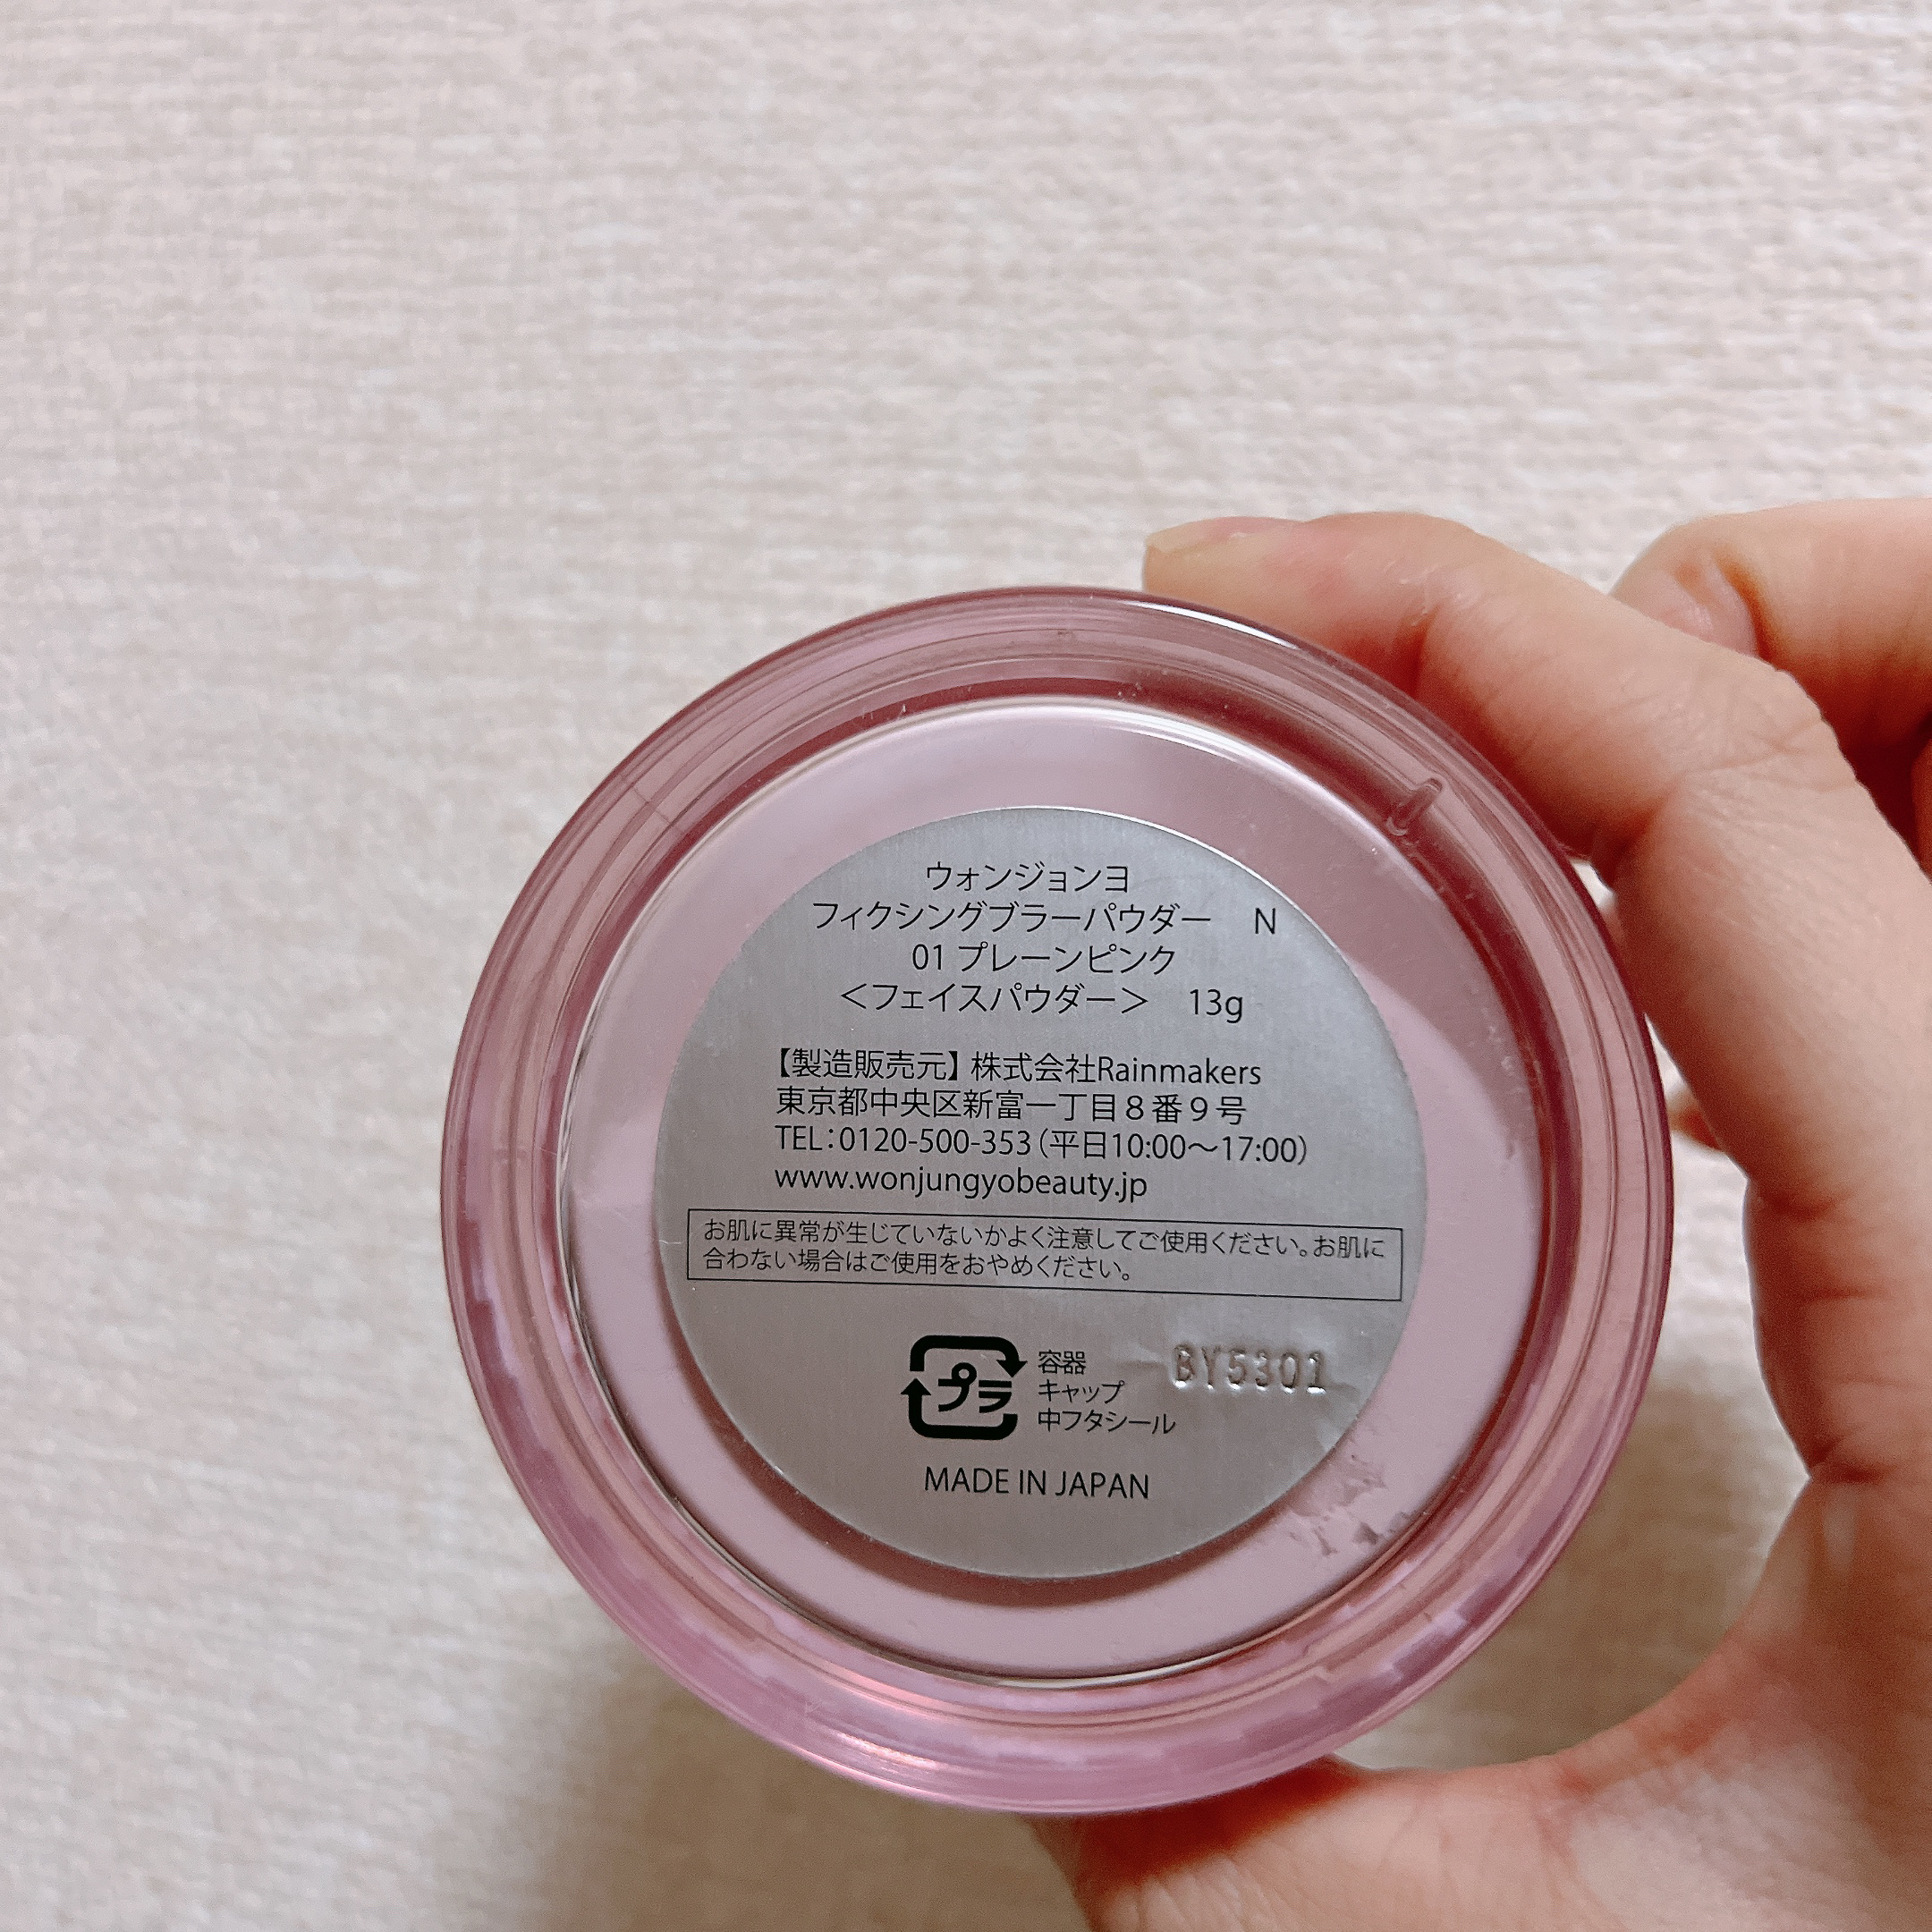 ウォンジョンヨ
フィクシングブラーパウダー　N
01 プレーンピンク
＜フェイスパウダー＞　13g
【製造販売元】株式会社Rainmakers
東京都中央区新富一丁目８番９号
TEL：0120-500-353（平日10:00〜17:00）
www.wonjungyobeauty.jp
お肌に異常が生じていないかよく注意してご使用ください。お肌に
合わない場合はご使用をおやめください。
プラ
容器
キャップ
中フタシール
BY5301
MADE IN JAPAN